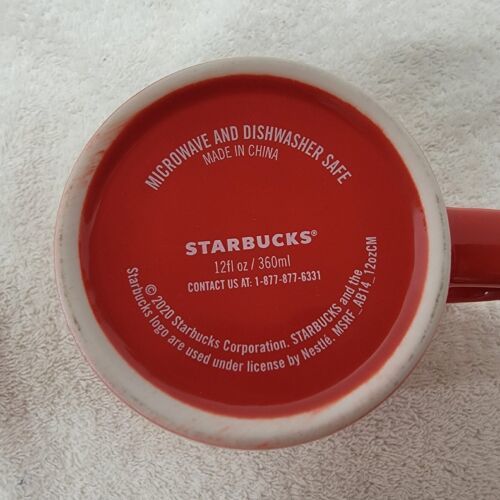 MICROWAVE AND DISHWASHER SAFE
MADE IN CHINA
STARBUCKS®
12fl oz / 360ml
CONTACT US AT: 1-877-877-6331
© 2020 Starbucks Corporation. STARBUCKS and the
Starbucks logo are used under license by Nestlé. MSRF_AB14_12ozCM